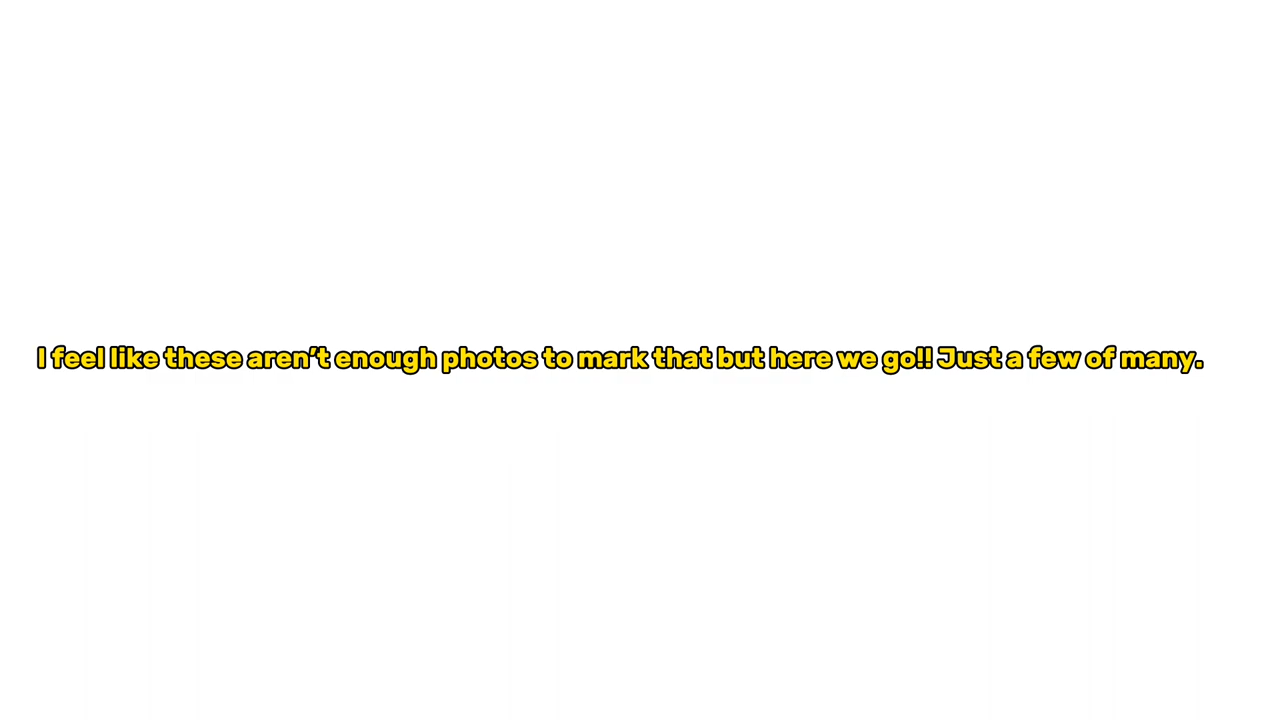 I feel like these aren’t enough photos to mark that but here we go!! Just a few of many.